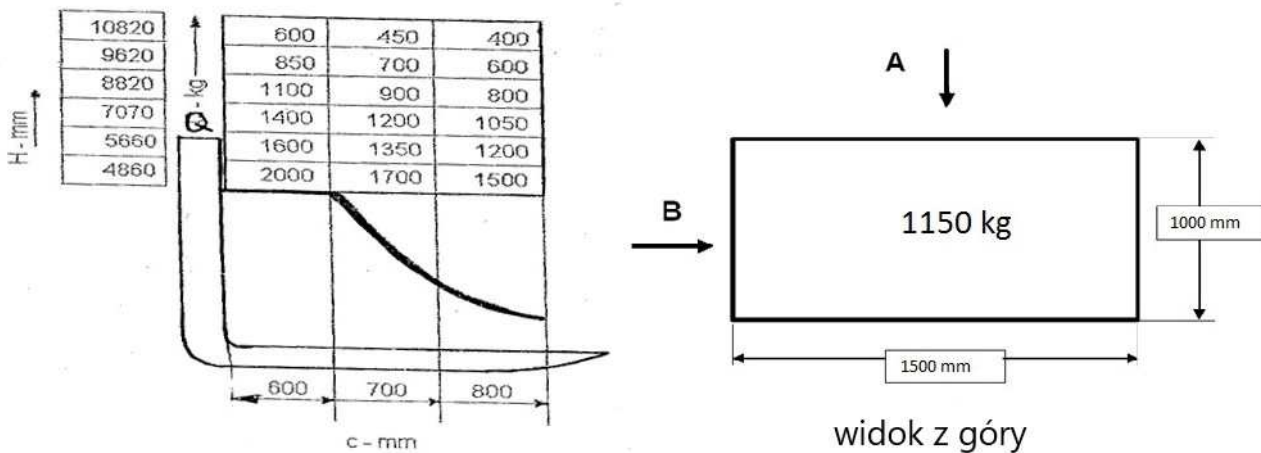 10820
9620
8820
7070
5660
4860
H - mm
Q - kg
600 450 400
850 700 600
1100 900 800
1400 1200 1050
1600 1350 1200
2000 1700 1500
600 700 800
c - mm
A
B
1150 kg
1000 mm
1500 mm
widok z góry